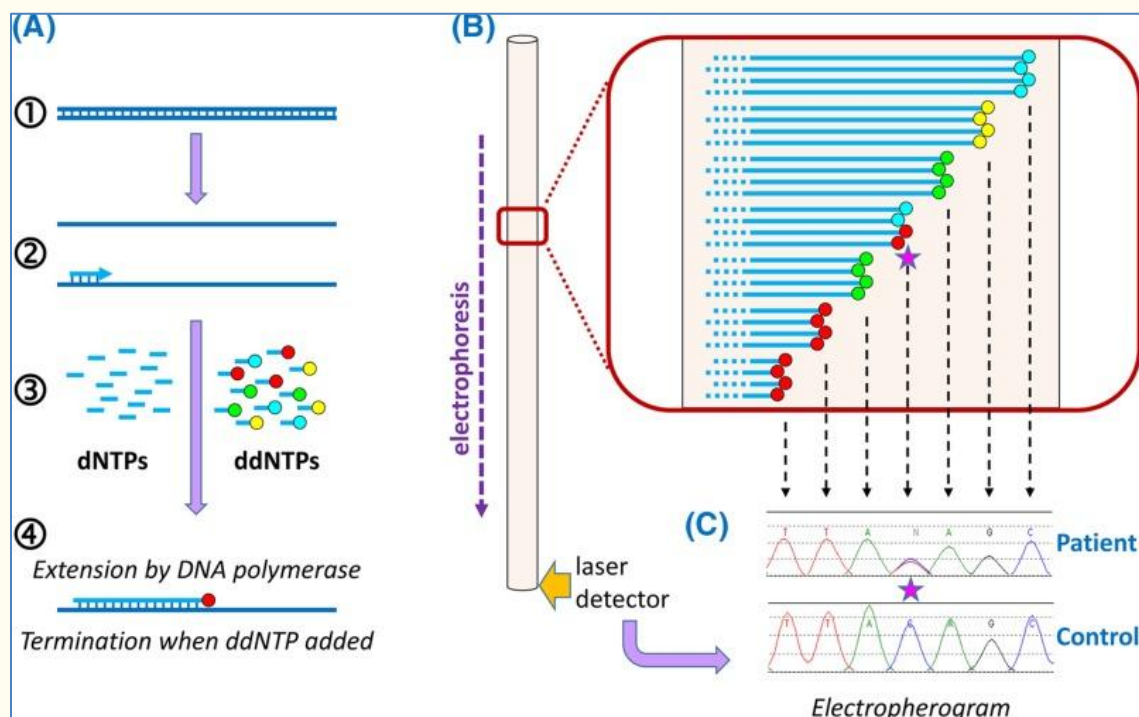 (A)
①
②
③
dNTPs
ddNTPs
④
Extension by DNA polymerase
Termination when ddNTP added
(B)
electrophoresis
laser
detector
(C)
T T A N A G C
Patient
T T A C A G C
Control
Electropherogram